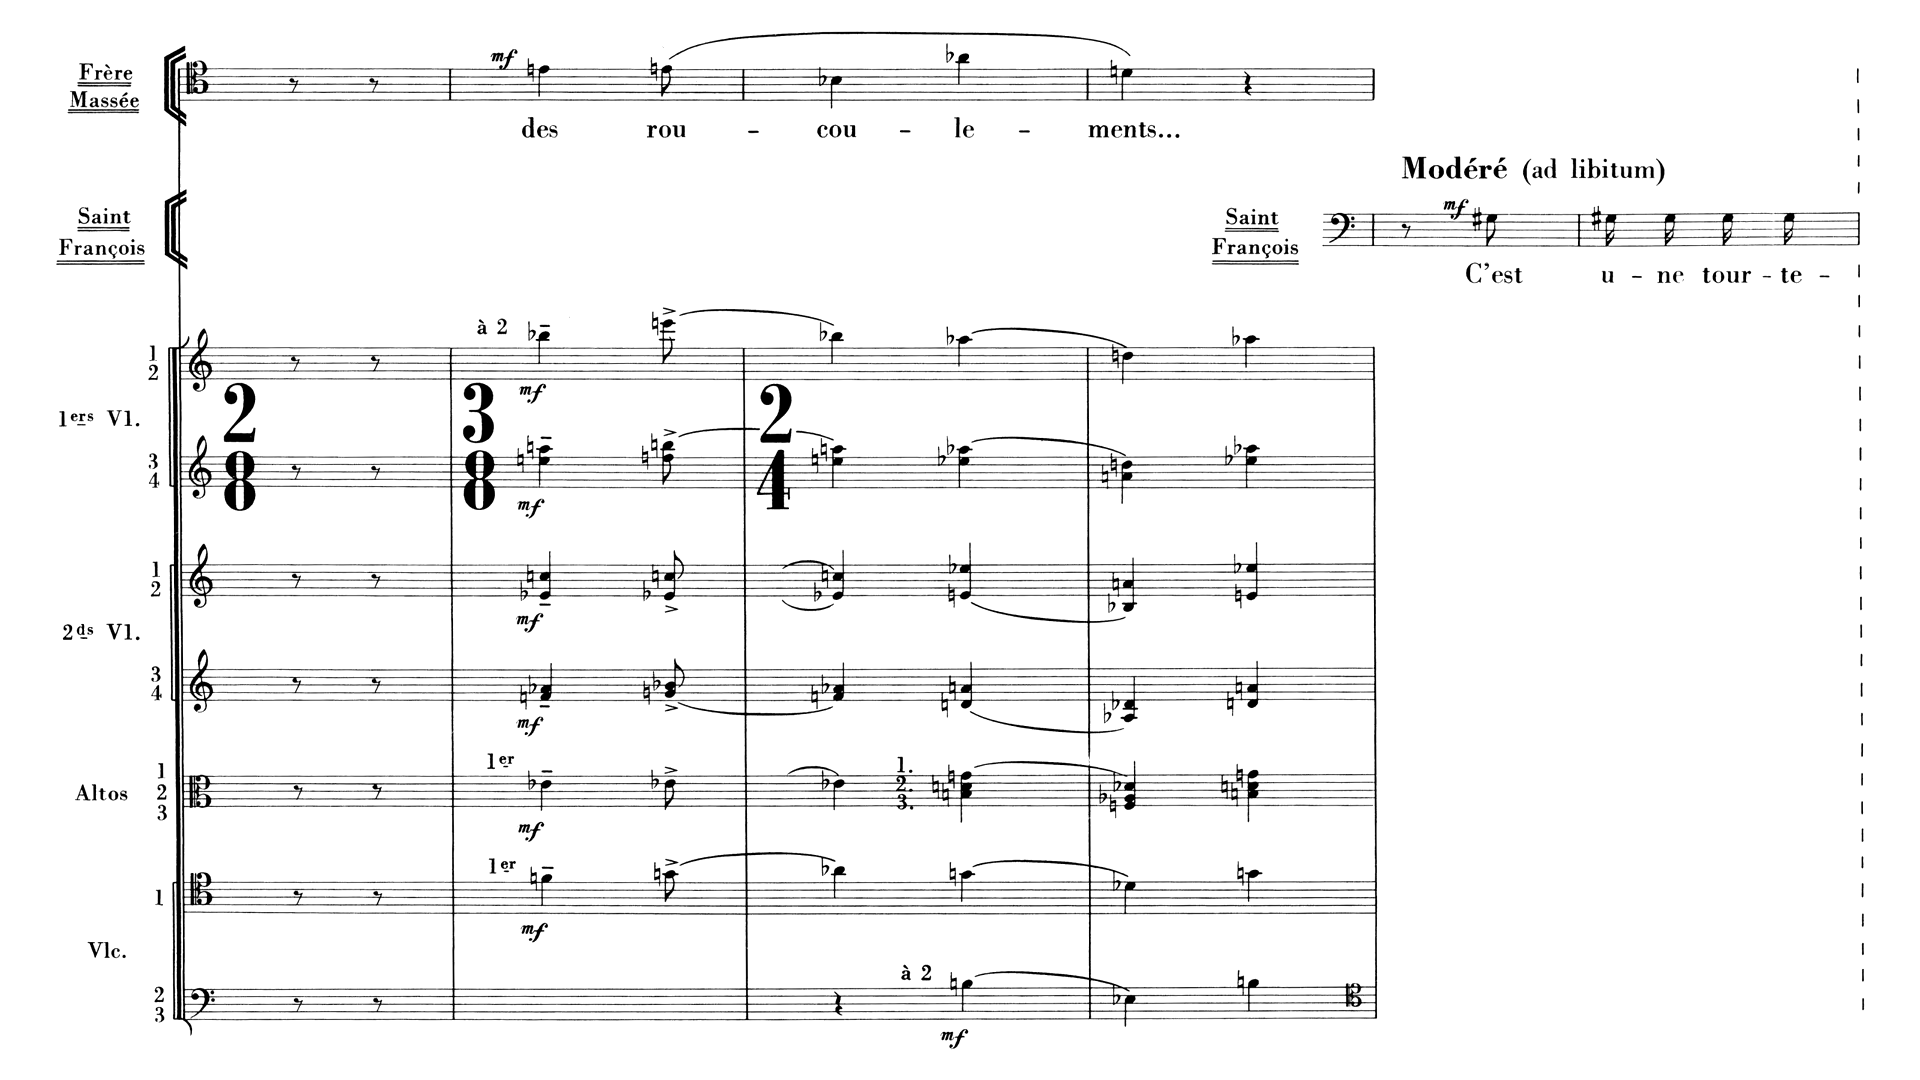 Frère
Massée
mf
des rou - cou - le - ments...
Modéré (ad libitum)
Saint
François
Saint
François
mf
C'est u - ne tour - te -
à 2
1
2
mf
1ers Vl.
2
8
3
8
2
4
3
4
mf
1
2
mf
2ds Vl.
3
4
mf
1er
Altos
1
2
3
1.
2.
3.
mf
1er
1
mf
Vlc.
à 2
2
3
mf